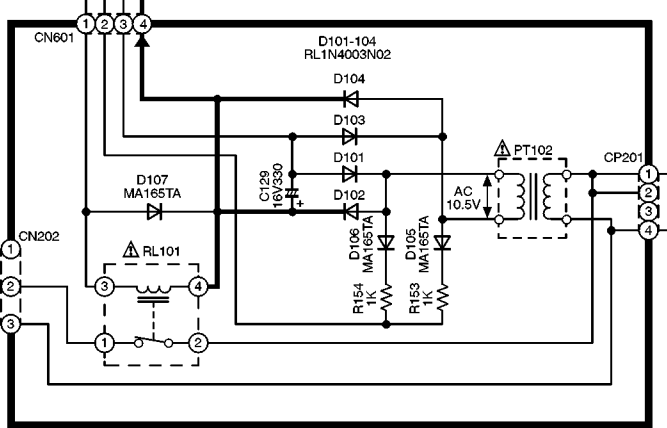 1 2 3 4
CN601
D101-104
RL1N4003N02
D104
D103
D101
D102
C129
16V330
+
D107
MA165TA
AC
10.5V
PT102
CP201
1
2
3
4
CN202
1
2
3
RL101
3
4
1
2
D106
MA165TA
D105
MA165TA
R154
1K
R153
1K